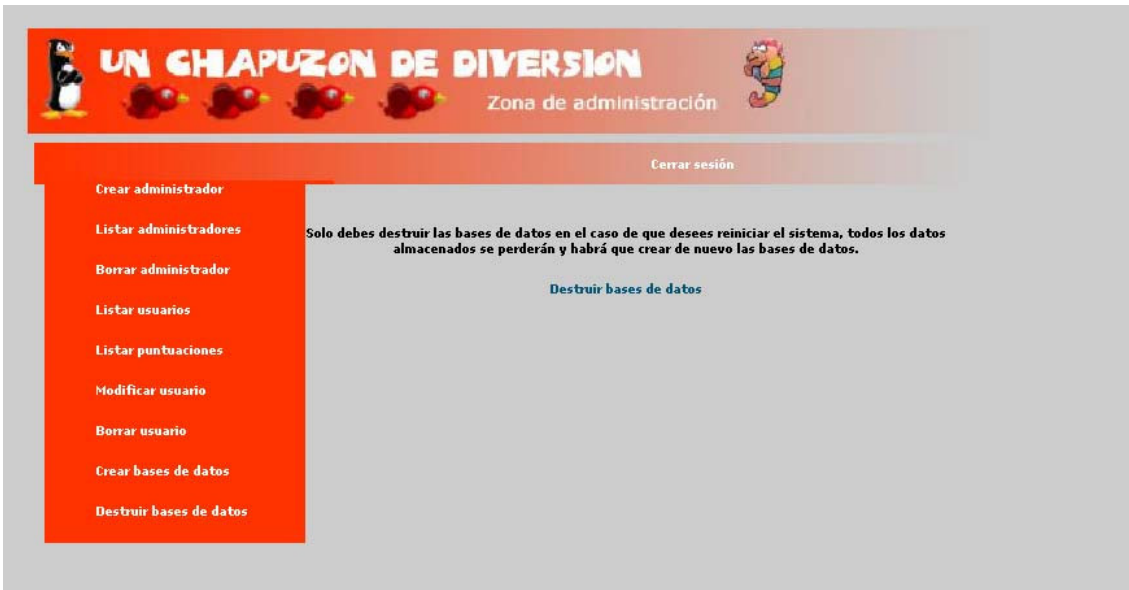 UN CHAPUZON DE DIVERSION
Zona de administración
Cerrar sesión
Crear administrador
Listar administradores
Borrar administrador
Listar usuarios
Listar puntuaciones
Modificar usuario
Borrar usuario
Crear bases de datos
Destruir bases de datos
Solo debes destruir las bases de datos en el caso de que desees reiniciar el sistema, todos los datos
almacenados se perderán y habrá que crear de nuevo las bases de datos.
Destruir bases de datos